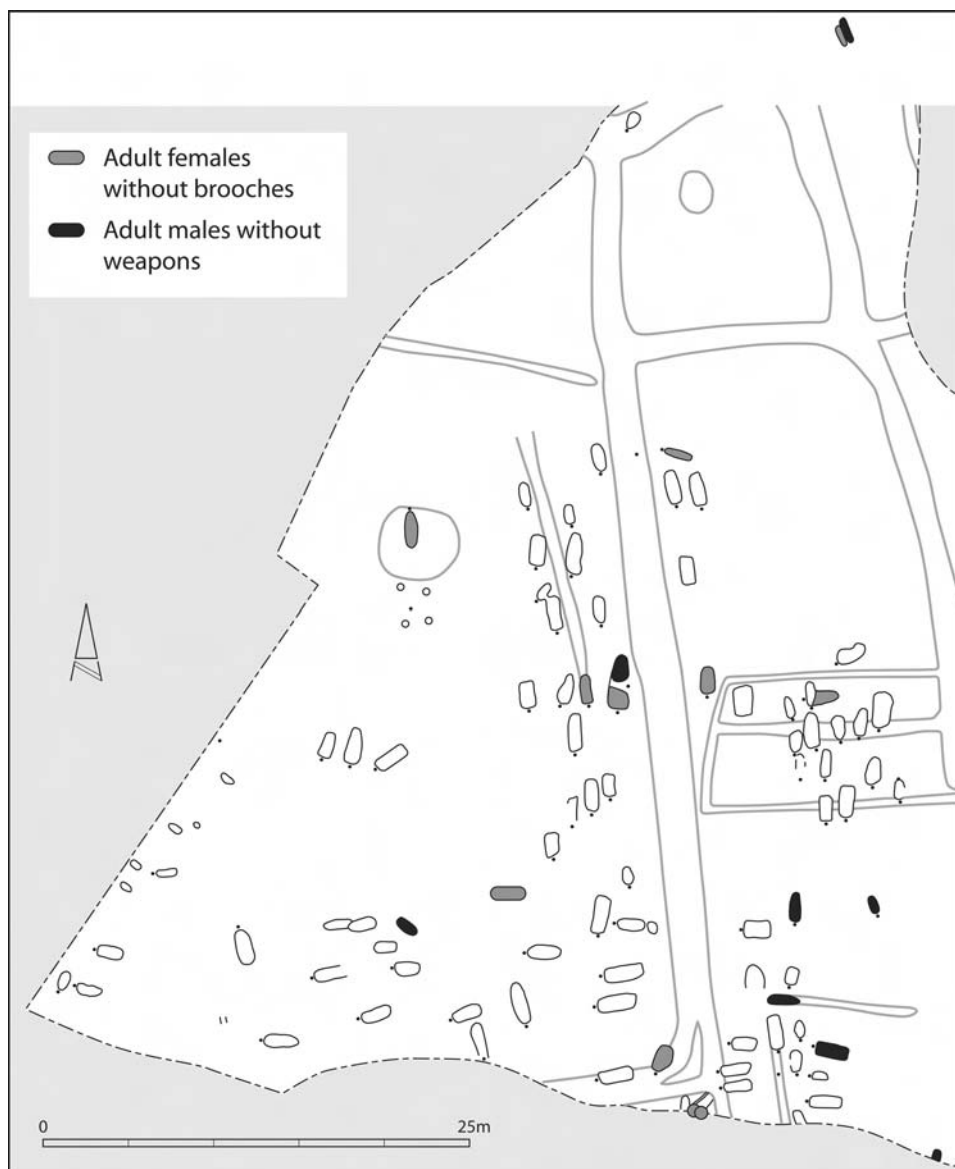 Adult females
without brooches
Adult males without
weapons
0
25m